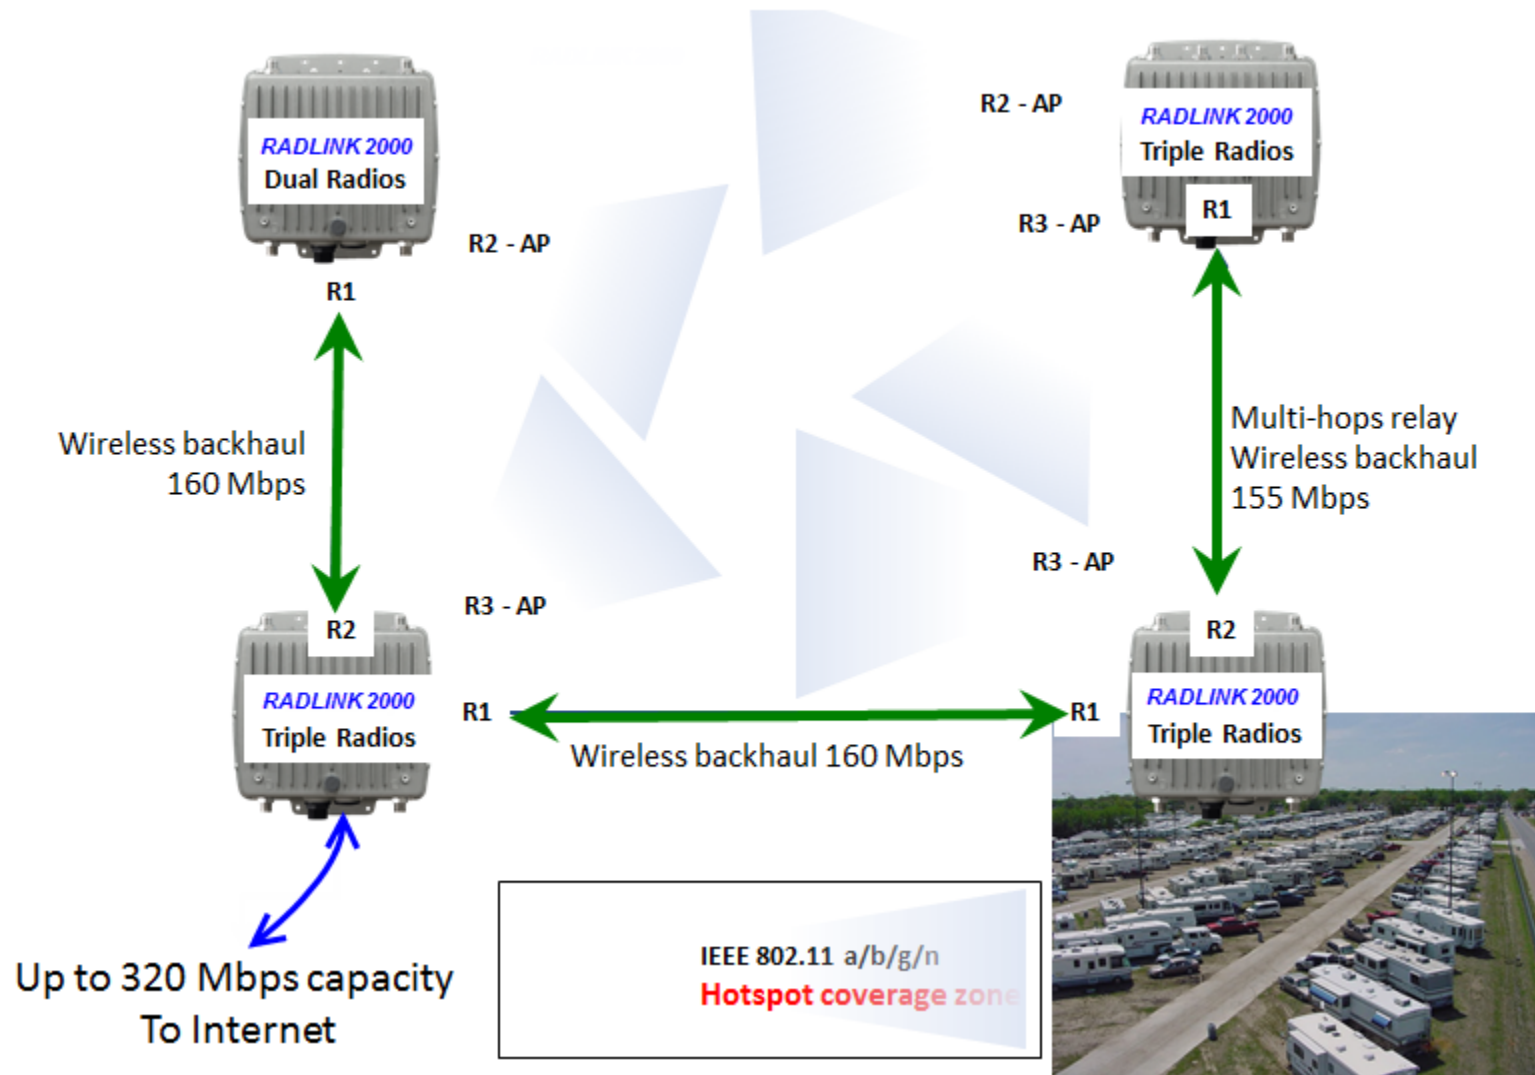 RADLINK 2000
Dual Radios
R2 - AP
R1
R2 - AP
RADLINK 2000
Triple Radios
R1
R3 - AP
Wireless backhaul
160 Mbps
Multi-hops relay
Wireless backhaul
155 Mbps
R3 - AP
R3 - AP
R2
RADLINK 2000
Triple Radios
R1
R1
R2
RADLINK 2000
Triple Radios
Wireless backhaul 160 Mbps
Up to 320 Mbps capacity
To Internet
IEEE 802.11 a/b/g/n
Hotspot coverage zone